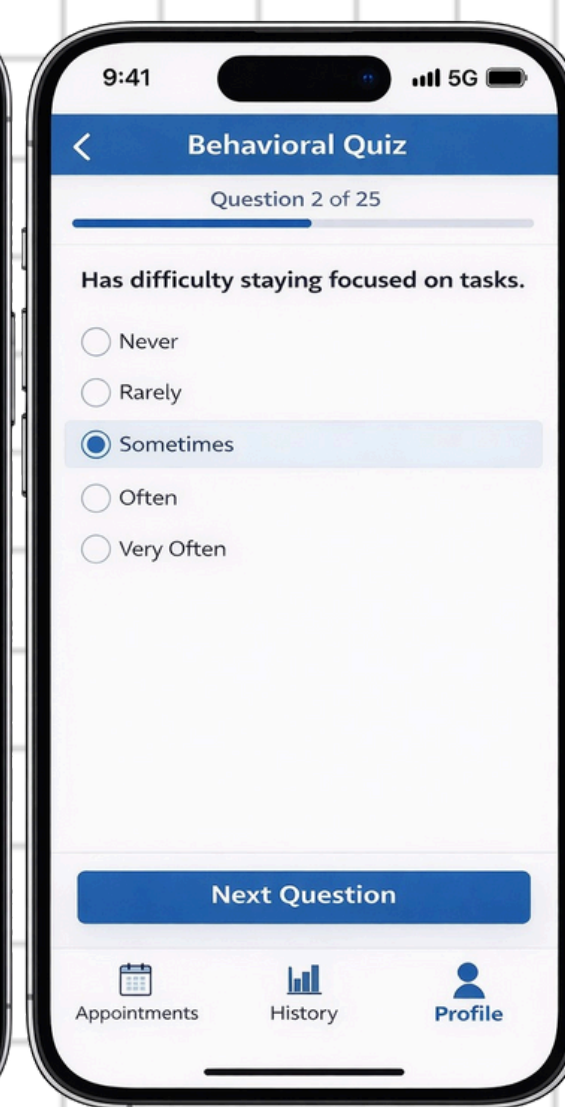 9:41 5G
Behavioral Quiz
Question 2 of 25
Has difficulty staying focused on tasks.
Never
Rarely
Sometimes
Often
Very Often
Next Question
Appointments History Profile